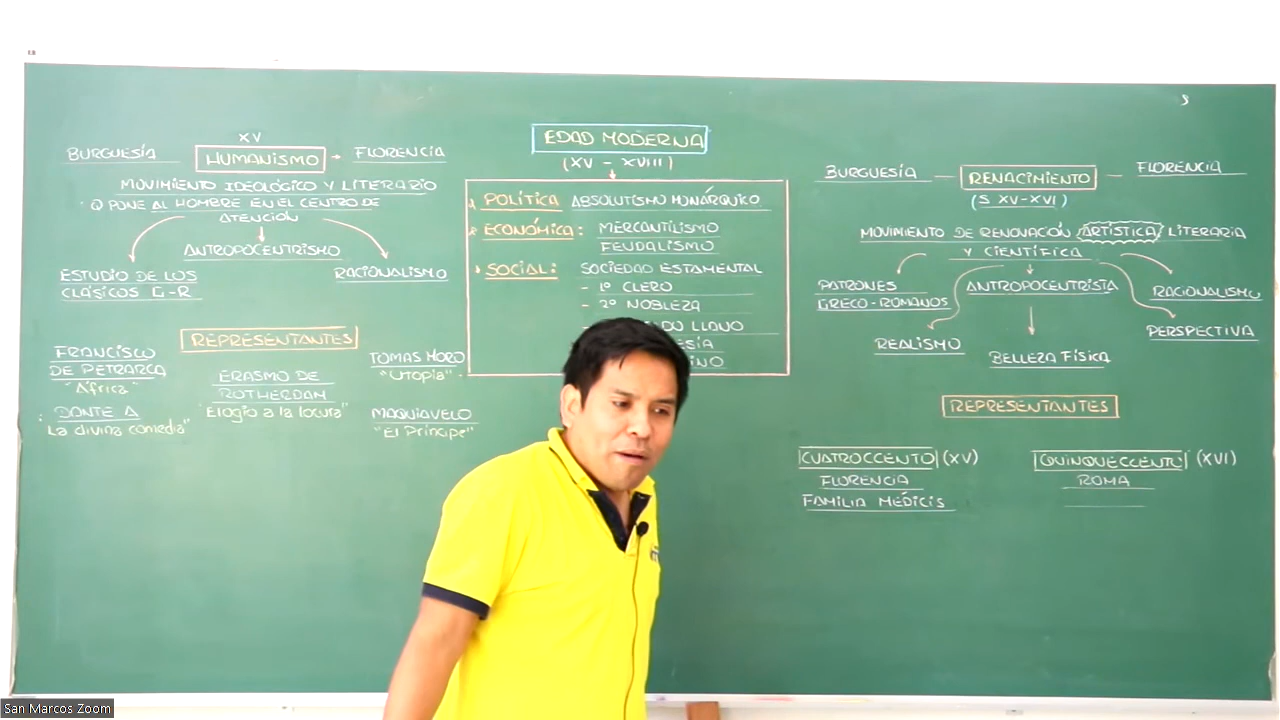 XV
BURGUESÍA HUMANISMO → FLORENCIA
MOVIMIENTO IDEOLÓGICO Y LITERARIO
Q PONE AL HOMBRE EN EL CENTRO DE
ATENCIÓN
ANTROPOCENTRISMO
ESTUDIO DE LOS
CLÁSICOS G-R
RACIONALISMO
REPRESENTANTES
FRANCISCO
DE PETRARCA
"África"
DANTE A
"La divina comedia"
ERASMO DE
ROTHERDAM
"Elogio a la locura"
TOMAS MORO
"UTOPIA"
MAQUIAVELO
"El Príncipe"
EDAD MODERNA
(XV - XVIII)
POLÍTICA ABSOLUTISMO MONÁRQUICO
ECONÓMICA: MERCANTILISMO
FEUDALISMO
SOCIAL: SOCIEDAD ESTAMENTAL
- 1º CLERO
- 2º NOBLEZA
LLANO
BURGUESÍA — RENACIMIENTO — FLORENCIA
(S XV-XVI)
MOVIMIENTO DE RENOVACIÓN ARTÍSTICA LITERARIA
Y CIENTÍFICA
PATRONES
GRECO-ROMANOS
ANTROPOCENTRISTA
RACIONALISMO
REALISMO
BELLEZA FÍSICA
PERSPECTIVA
REPRESENTANTES
CUATROCCENTO (XV)
FLORENCIA
FAMILIA MÉDICIS
QUINQUECCENTO (XVI)
ROMA
San Marcos Zoom